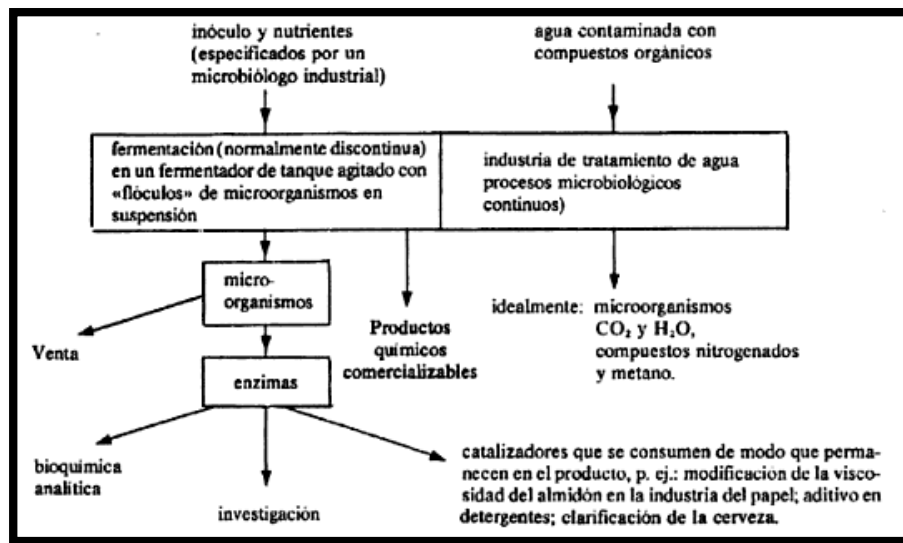 inóculo y nutrientes
(especificados por un
microbiólogo industrial)
agua contaminada con
compuestos orgánicos
fermentación (normalmente discontinua)
en un fermentador de tanque agitado con
«flóculos» de microorganismos en
suspensión
industria de tratamiento de agua
procesos microbiológicos
continuos)
micro-
organismos
Venta
Productos
químicos
comercializables
idealmente: microorganismos
CO₂ y H₂O,
compuestos nitrogenados
y metano.
enzimas
bioquímica
analítica
investigación
catalizadores que se consumen de modo que perma-
necen en el producto, p. ej.: modificación de la visco-
sidad del almidón en la industria del papel; aditivo en
detergentes; clarificación de la cerveza.